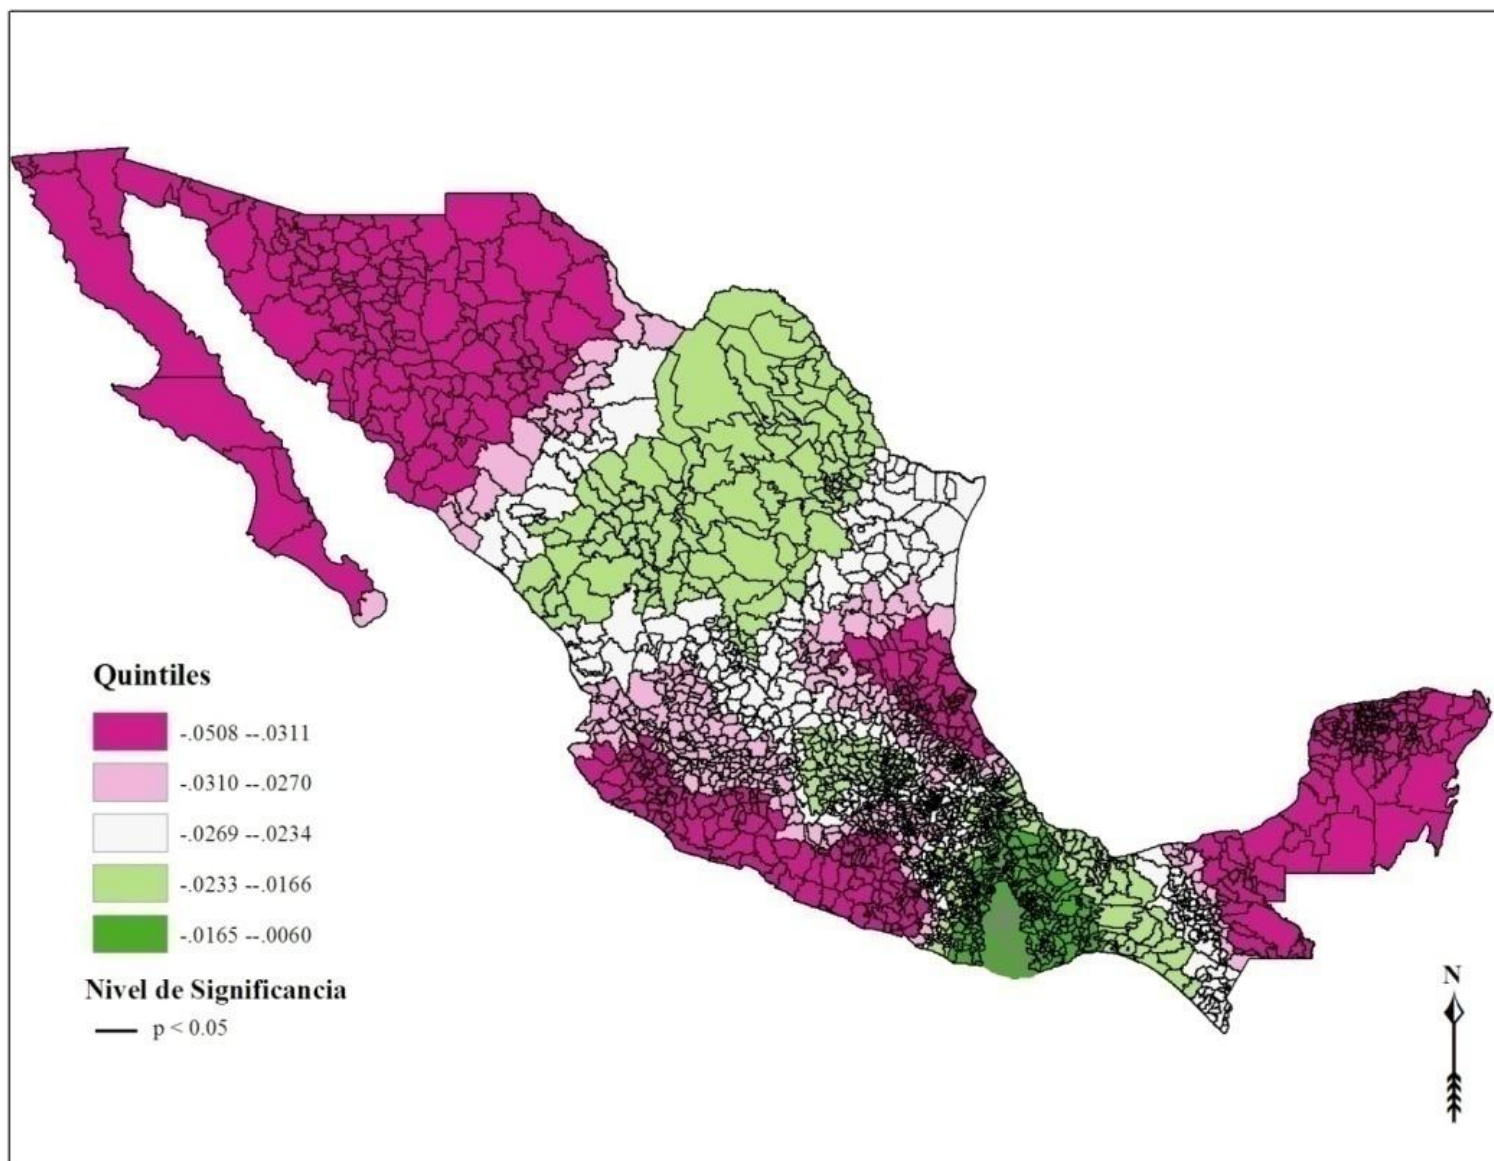 Quintiles
-.0508 --.0311
-.0310 --.0270
-.0269 --.0234
-.0233 --.0166
-.0165 --.0060
Nivel de Significancia
p < 0.05
N